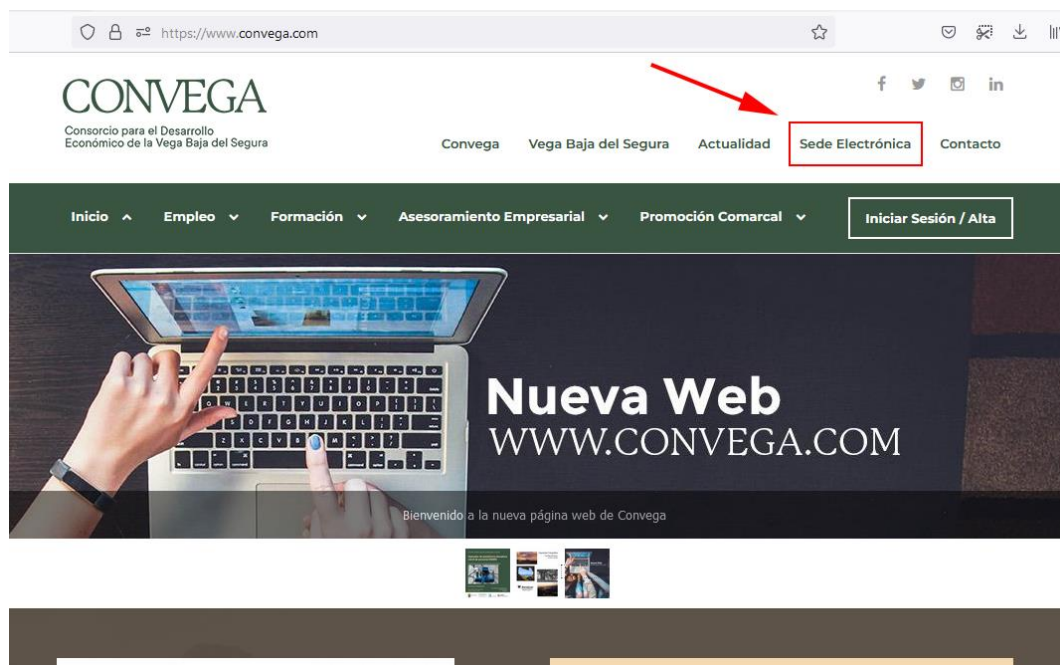 https://www.convega.com
CONVEGA
Consorcio para el Desarrollo
Económico de la Vega Baja del Segura
Convega Vega Baja del Segura Actualidad Sede Electrónica Contacto
Inicio Empleo Formación Asesoramiento Empresarial Promoción Comarcal Iniciar Sesión / Alta
Nueva Web
WWW.CONVEGA.COM
Bienvenido a la nueva página web de Convega